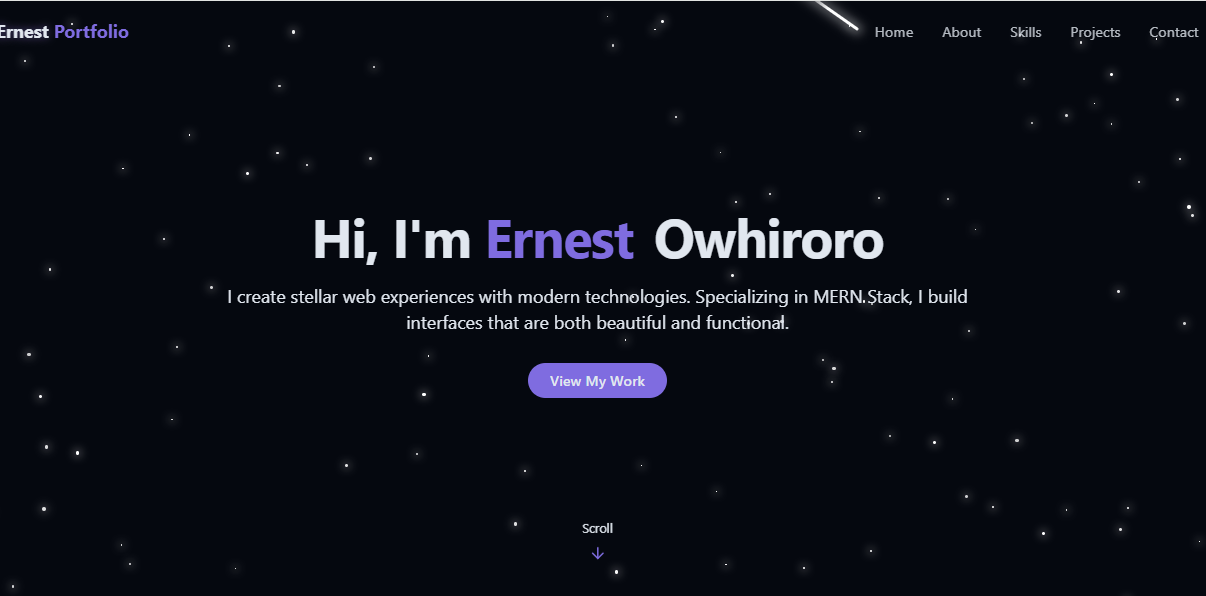 Ernest Portfolio
Home About Skills Projects Contact
Hi, I'm Ernest Owhiroro
I create stellar web experiences with modern technologies. Specializing in MERN Stack, I build
interfaces that are both beautiful and functional.
View My Work
Scroll